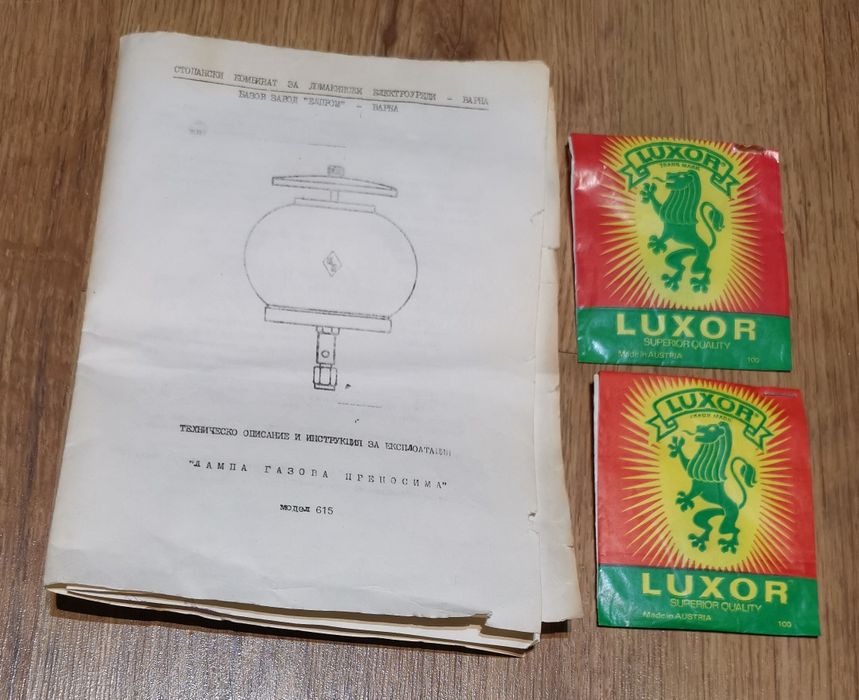 СТОПАНСКИ КОМБИНАТ ЗА ДОМАКИНСКИ ЕЛЕКТРОУРЕДИ - ВАРНА
БАЗОВ ЗАВОД "ЕЛПРОМ" - ВАРНА
ТЕХНИЧЕСКО ОПИСАНИЕ И ИНСТРУКЦИЯ ЗА ЕКСПЛОАТАЦИЯ
"ЛАМПА ГАЗОВА ПРЕНОСИМА"
модел 615
LUXOR
TRADE MARK
LUXOR
SUPERIOR QUALITY
Made in AUSTRIA 100
LUXOR
TRADE MARK
LUXOR
SUPERIOR QUALITY
Made in AUSTRIA 100